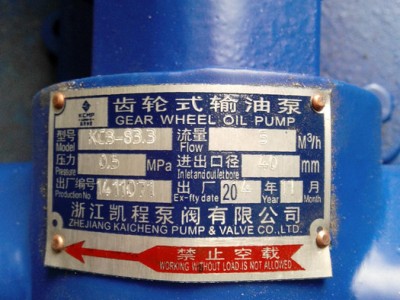 齿轮式输油泵
GEAR WHEEL OIL PUMP
型号 KCB-83.3 流量 5 M³/h
Model Flow
压力 0.5 MPa 进出口径 40 mm
Pressure Inlet and outlet bore
出厂编号 1411091 出厂 20 年 11 月
Production No Ex-fty date Year Month
浙江凯程泵阀有限公司
ZHEJIANG KAICHENG PUMP & VALVE CO.,LTD.
禁止空载
WORKING WITHOUT LOAD IS NOT ALLOWED